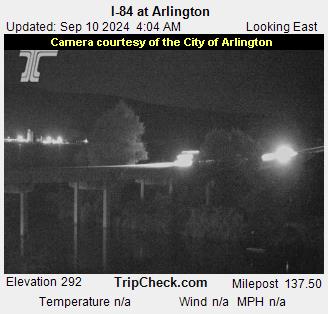 I-84 at Arlington
Updated: Sep 10 2024 4:04 AM Looking East
Camera courtesy of the City of Arlington
Elevation 292 TripCheck.com Milepost 137.50
Temperature n/a Wind n/a MPH n/a